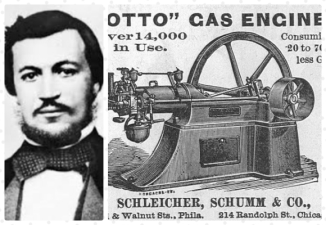 OTTO" GAS ENGINE
ver 14,000
in Use.
Consumi
20 to 70
less G
SCHLEICHER, SCHUMM & CO.,
& Walnut Sts., Phila. 214 Randolph St., Chica